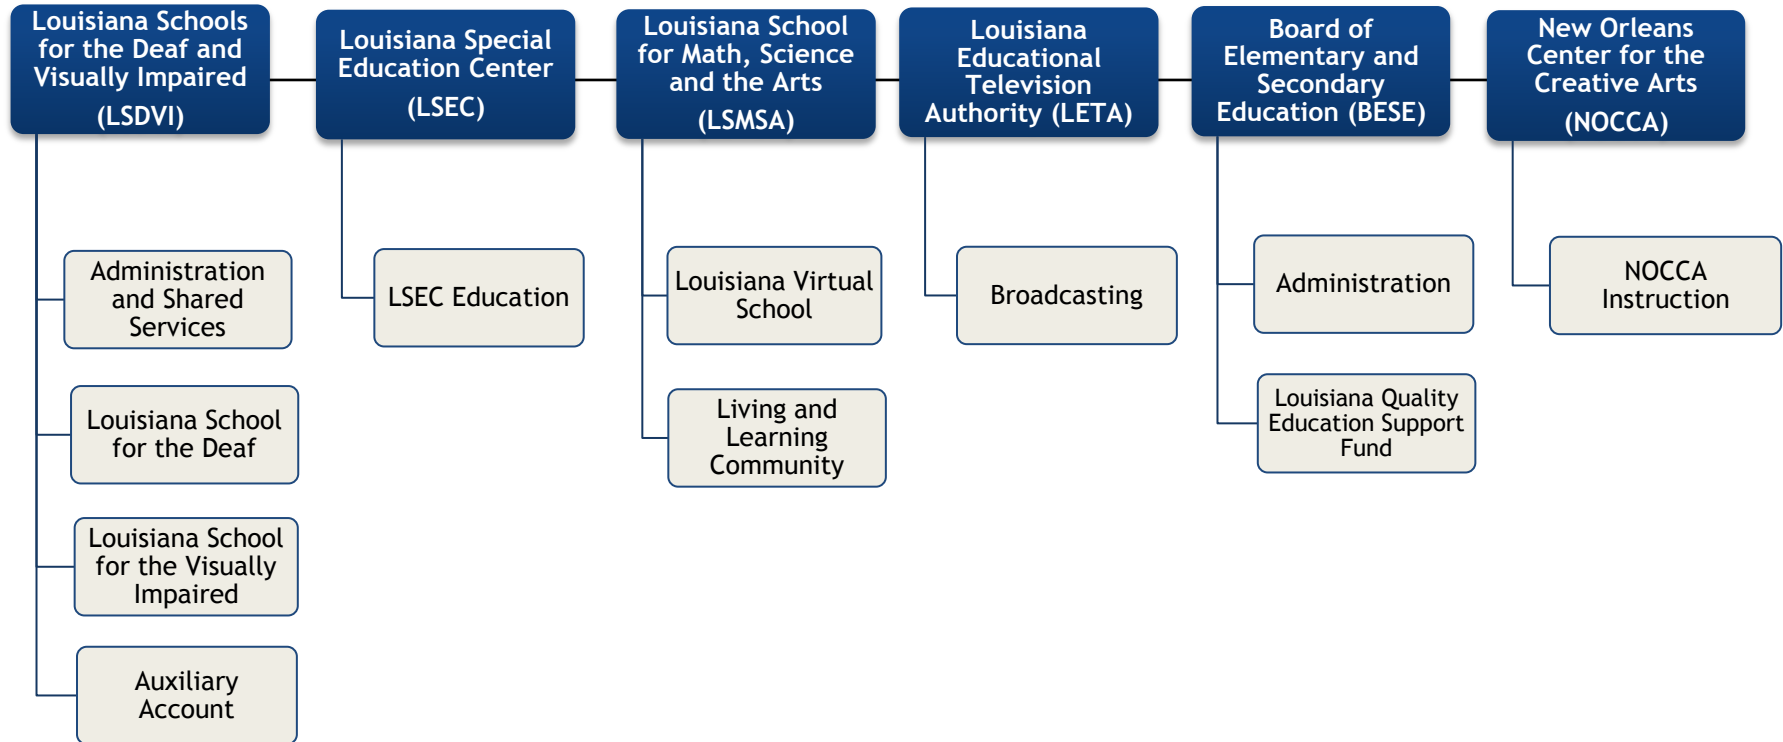 Louisiana Schools
for the Deaf and
Visually Impaired
(LSDVI)
Louisiana Special
Education Center
(LSEC)
Louisiana School
for Math, Science
and the Arts
(LSMSA)
Louisiana
Educational
Television
Authority (LETA)
Board of
Elementary and
Secondary
Education (BESE)
New Orleans
Center for the
Creative Arts
(NOCCA)
Administration
and Shared
Services
Louisiana School
for the Deaf
Louisiana School
for the Visually
Impaired
Auxiliary
Account
LSEC Education
Louisiana Virtual
School
Living and
Learning
Community
Broadcasting
Administration
Louisiana Quality
Education Support
Fund
NOCCA
Instruction